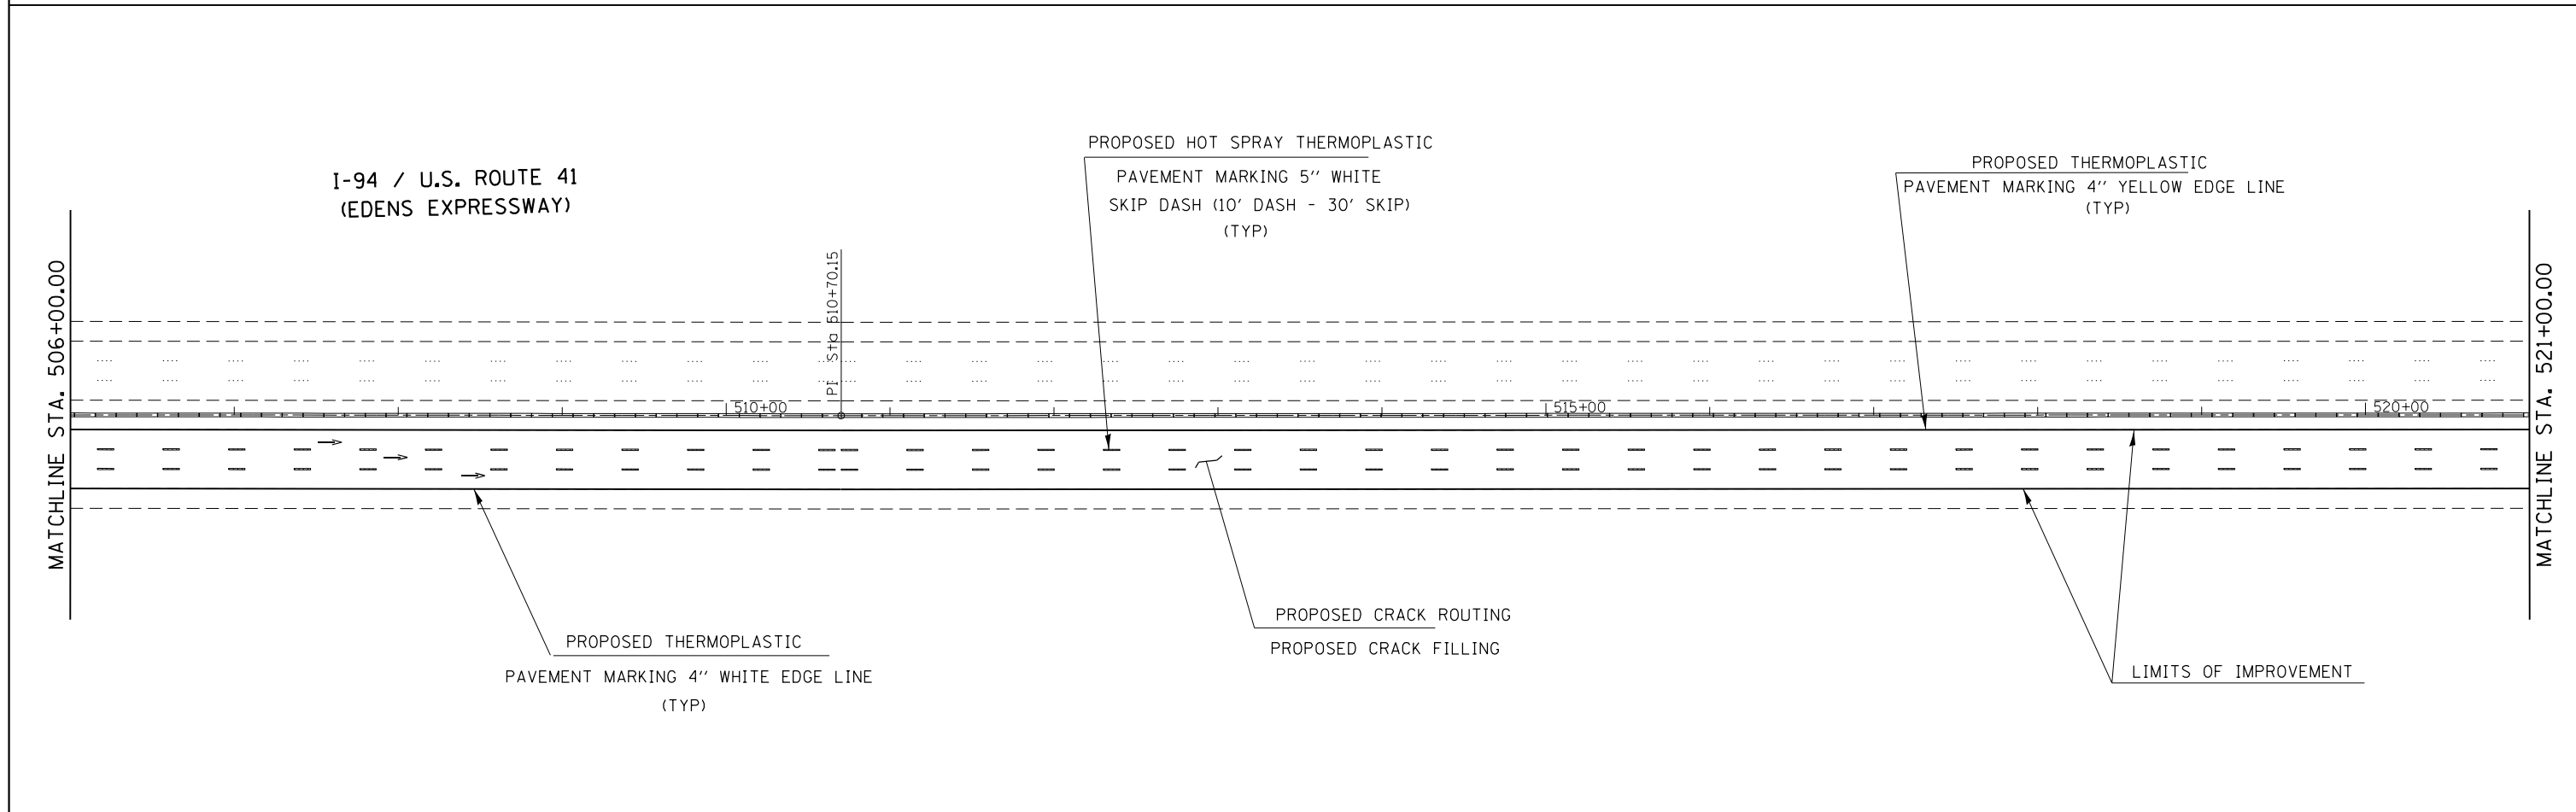 I-94 / U.S. ROUTE 41
(EDENS EXPRESSWAY)
PROPOSED HOT SPRAY THERMOPLASTIC
PAVEMENT MARKING 5'' WHITE
SKIP DASH (10' DASH - 30' SKIP)
(TYP)
PROPOSED THERMOPLASTIC
PAVEMENT MARKING 4'' YELLOW EDGE LINE
(TYP)
MATCHLINE STA. 506+00.00
PI Sta 510+70.15
510+00
515+00
520+00
MATCHLINE STA. 521+00.00
PROPOSED THERMOPLASTIC
PAVEMENT MARKING 4'' WHITE EDGE LINE
(TYP)
PROPOSED CRACK ROUTING
PROPOSED CRACK FILLING
LIMITS OF IMPROVEMENT